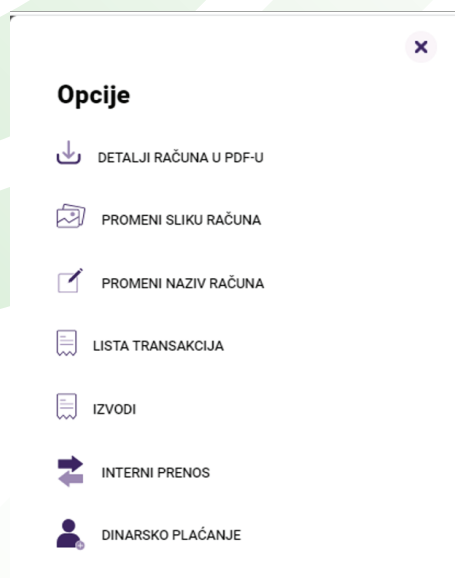 Opcije
DETALJI RAČUNA U PDF-U
PROMENI SLIKU RAČUNA
PROMENI NAZIV RAČUNA
LISTA TRANSAKCIJA
IZVODI
INTERNI PRENOS
DINARSKO PLAĆANJE